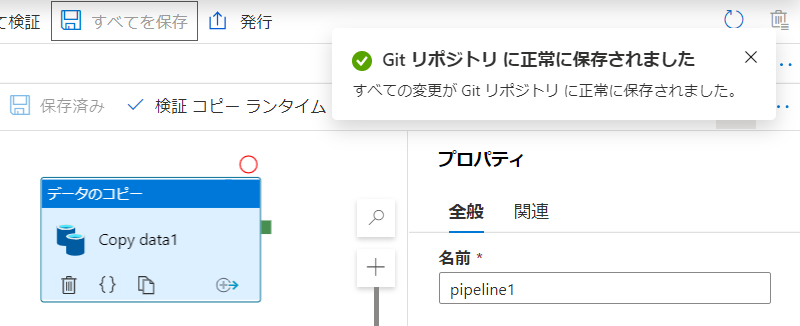 て検証
すべてを保存
発行
Git リポジトリ に正常に保存されました
すべての変更が Git リポジトリ に正常に保存されました。
保存済み
検証 コピー ランタイム
プロパティ
データのコピー
Copy data1
全般
関連
名前 *
pipeline1